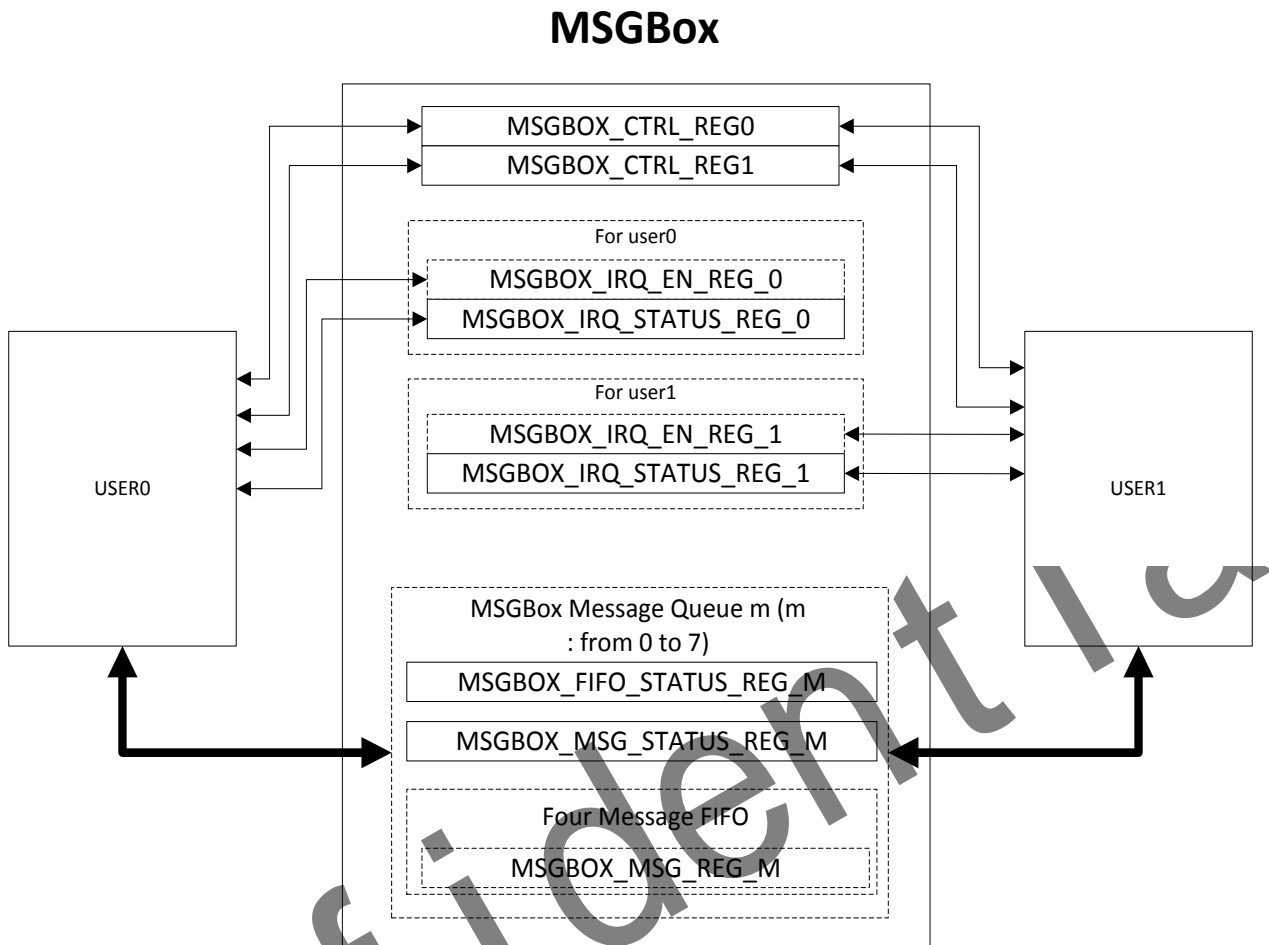 MSGBox
MSGBOX_CTRL_REG0
MSGBOX_CTRL_REG1
For user0
MSGBOX_IRQ_EN_REG_0
MSGBOX_IRQ_STATUS_REG_0
For user1
MSGBOX_IRQ_EN_REG_1
MSGBOX_IRQ_STATUS_REG_1
USER0
USER1
MSGBox Message Queue m (m
: from 0 to 7)
MSGBOX_FIFO_STATUS_REG_M
MSGBOX_MSG_STATUS_REG_M
Four Message FIFO
MSGBOX_MSG_REG_M